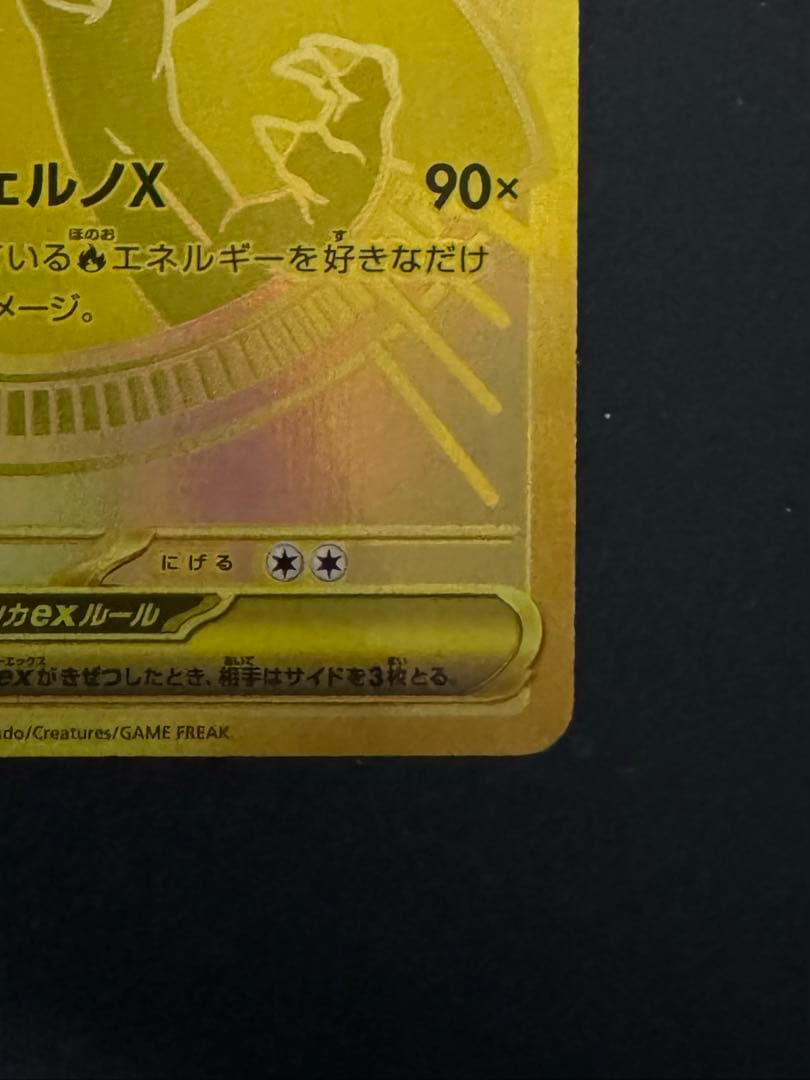 ェルノX 90×
いる エネルギーを好きなだけ
メージ。
にげる
カexルール
exがきぜつしたとき、相手はサイドを3枚とる。
do/Creatures/GAME FREAK